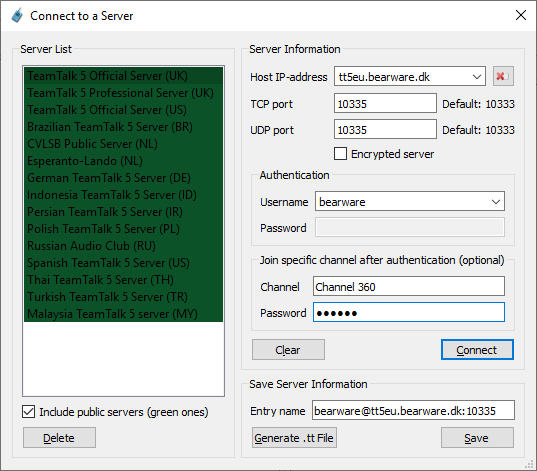 Connect to a Server
Server List
TeamTalk 5 Official Server (UK)
TeamTalk 5 Professional Server (UK)
TeamTalk 5 Official Server (US)
Brazilian TeamTalk 5 Server (BR)
CVLSB Public Server (NL)
Esperanto-Lando (NL)
German TeamTalk 5 Server (DE)
Indonesia TeamTalk 5 Server (ID)
Persian TeamTalk 5 Server (IR)
Polish TeamTalk 5 Server (PL)
Russian Audio Club (RU)
Spanish TeamTalk 5 Server (US)
Thai TeamTalk 5 Server (TH)
Turkish TeamTalk 5 Server (TR)
Malaysia TeamTalk 5 server (MY)
Include public servers (green ones)
Delete
Server Information
Host IP-address tt5eu.bearware.dk
TCP port 10335 Default: 10333
UDP port 10335 Default: 10333
Encrypted server
Authentication
Username bearware
Password
Join specific channel after authentication (optional)
Channel Channel 360
Password ●●●●●●
Clear Connect
Save Server Information
Entry name bearware@tt5eu.bearware.dk:10335
Generate .tt File Save